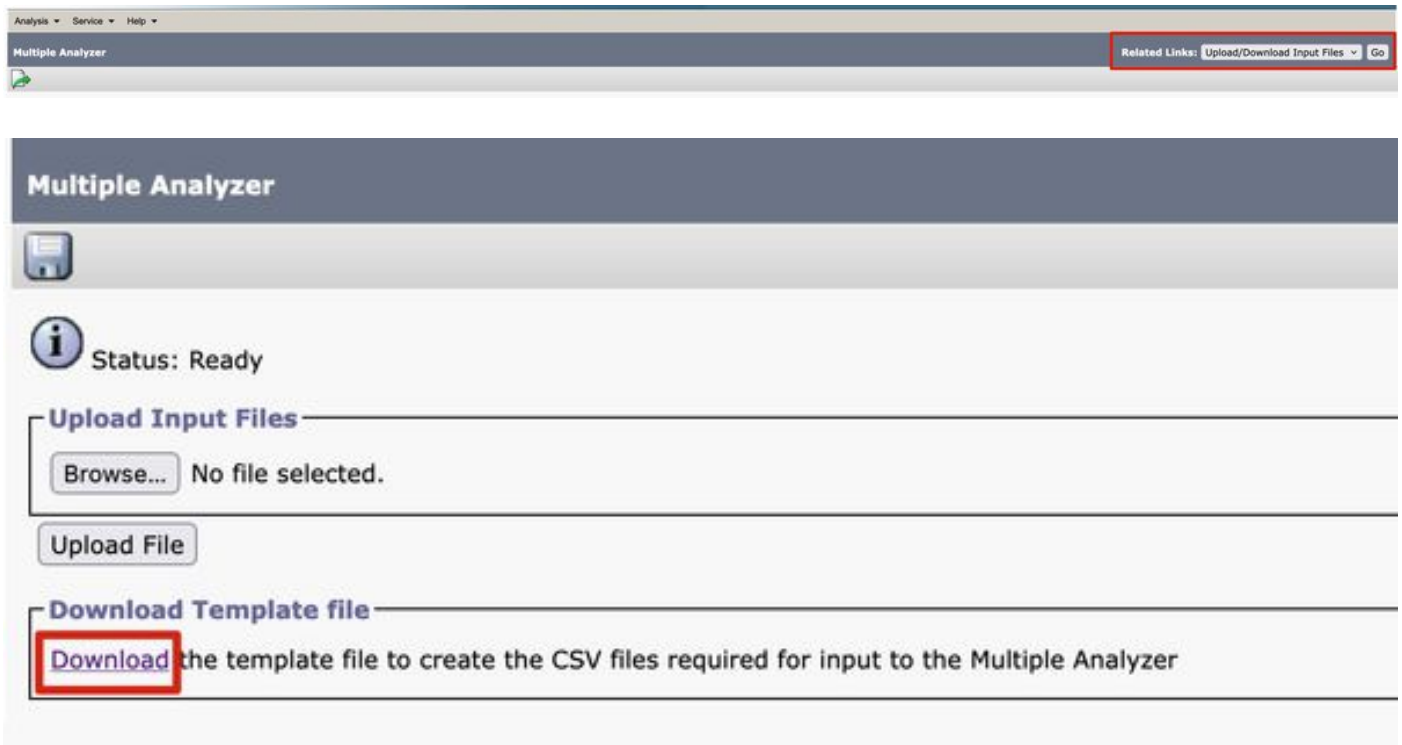 Analysis Service Help
Multiple Analyzer Related Links: Upload/Download Input Files Go
Multiple Analyzer
Status: Ready
Upload Input Files
Browse... No file selected.
Upload File
Download Template file
Download the template file to create the CSV files required for input to the Multiple Analyzer